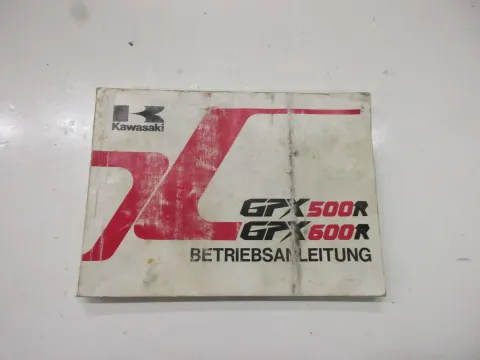 Kawasaki
GPX500R
GPX600R
BETRIEBSANLEITUNG